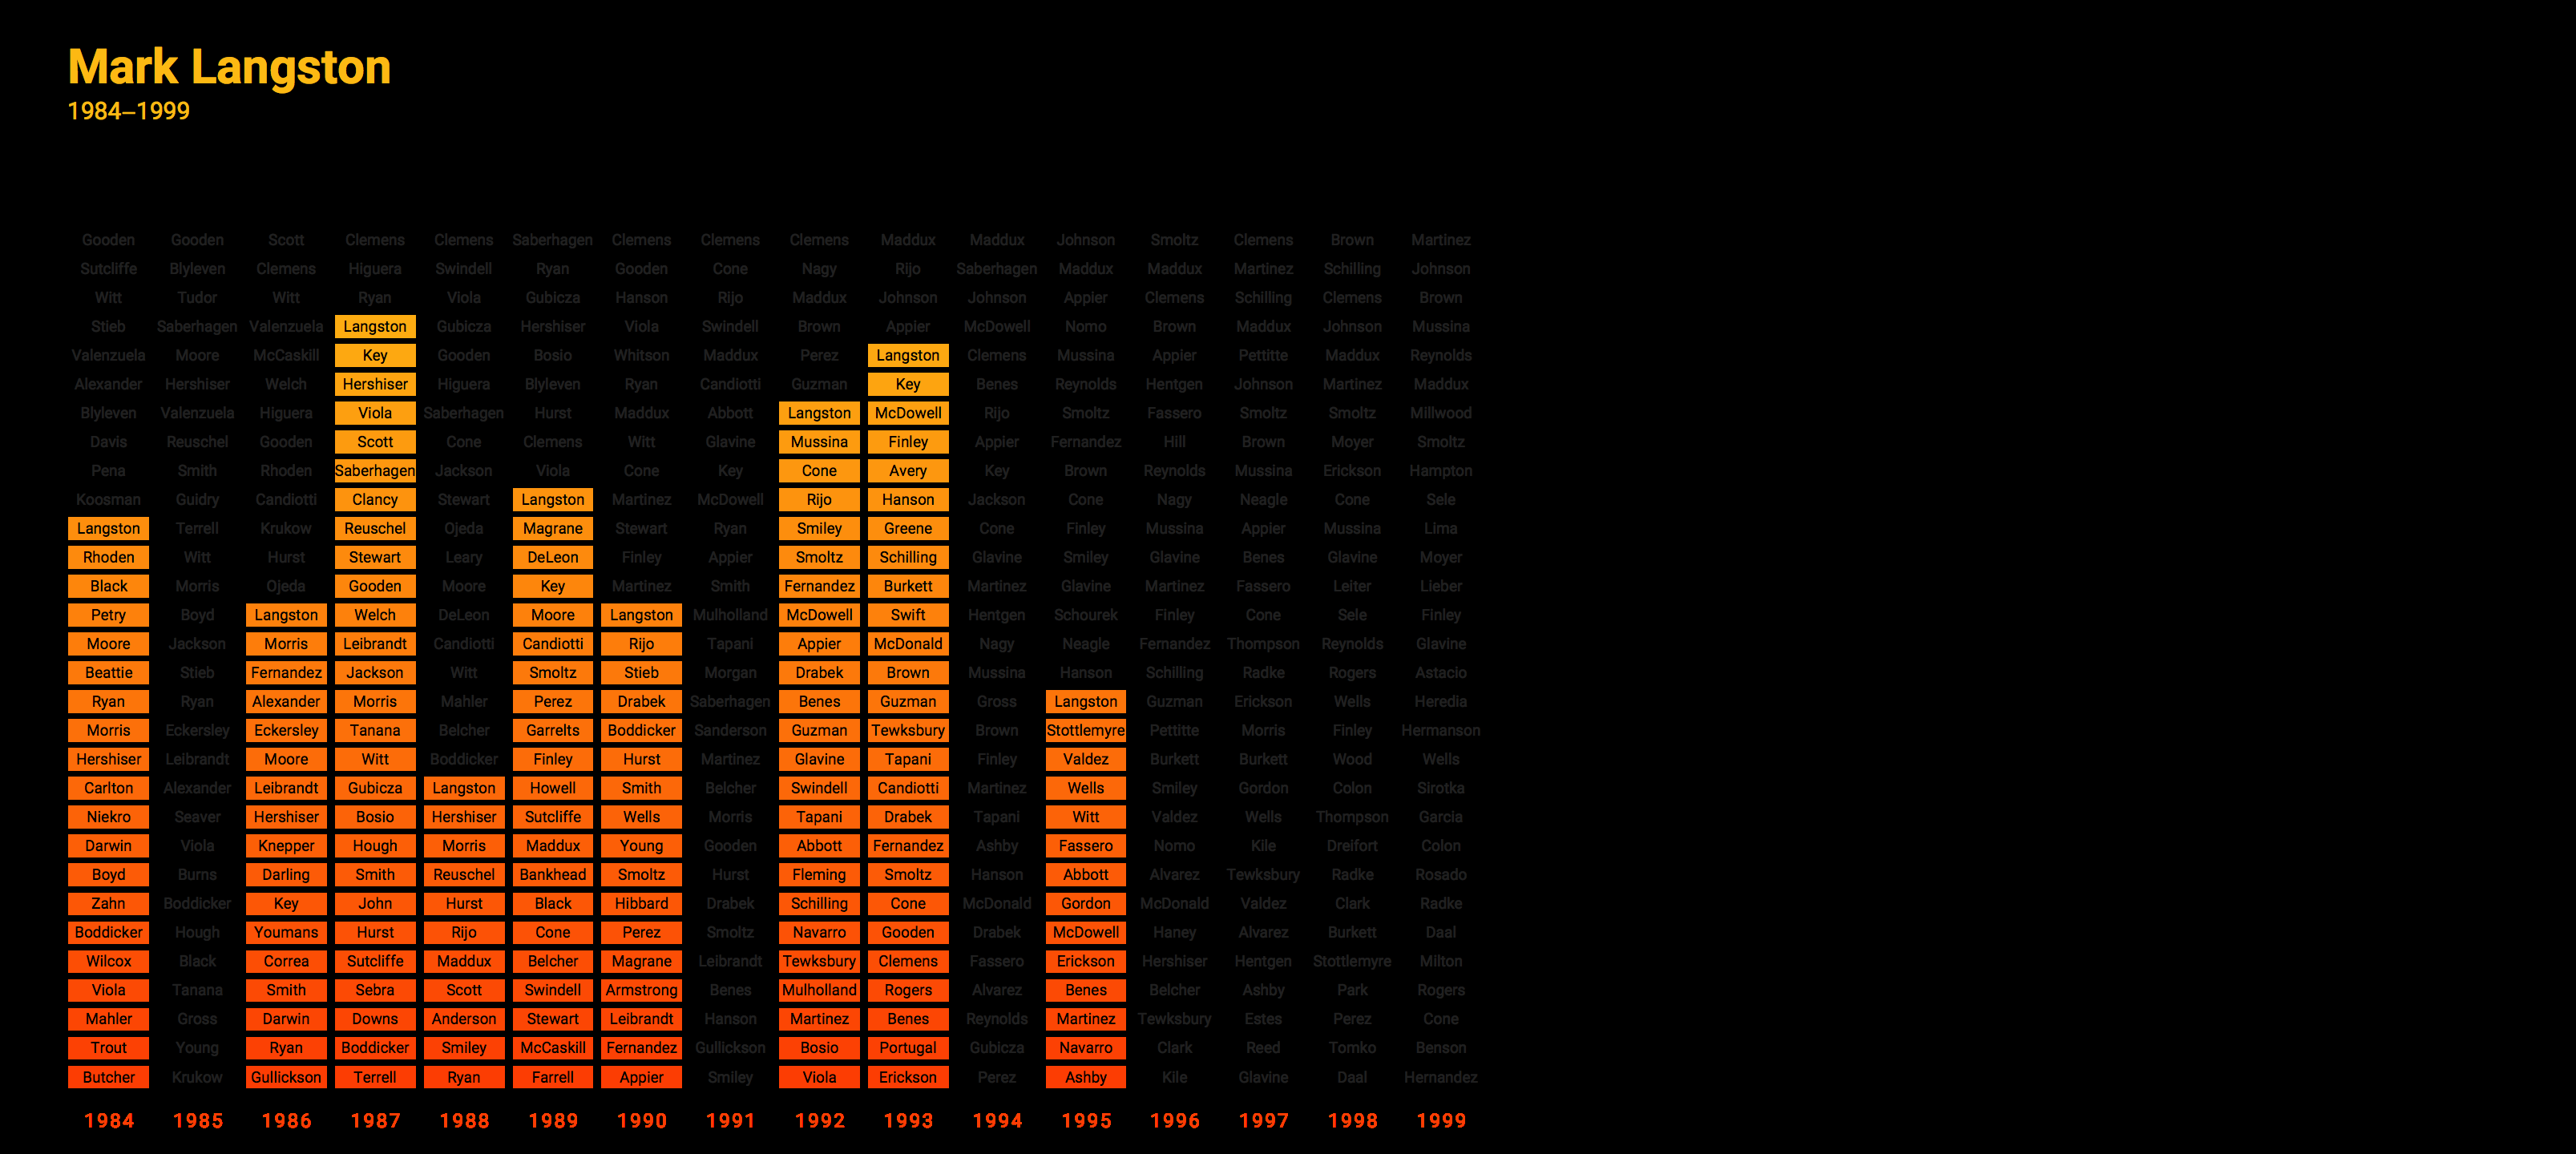 Mark Langston
1984–1999
Gooden Gooden Scott Clemens Clemens Saberhagen Clemens Clemens Clemens Maddux Maddux Johnson Smoltz Clemens Brown Martinez
Sutcliffe Blyleven Clemens Higuera Swindell Ryan Gooden Cone Nagy Rijo Saberhagen Maddux Maddux Martinez Schilling Johnson
Witt Tudor Witt Ryan Viola Gubicza Hanson Rijo Maddux Johnson Johnson Appier Clemens Schilling Clemens Brown
Stieb Saberhagen Valenzuela Langston Gubicza Hershiser Viola Swindell Brown Appier McDowell Nomo Brown Maddux Johnson Mussina
Valenzuela Moore McCaskill Key Gooden Bosio Whitson Maddux Perez Langston Clemens Mussina Appier Pettitte Maddux Reynolds
Alexander Hershiser Welch Hershiser Higuera Blyleven Ryan Candiotti Guzman Key Benes Reynolds Hentgen Johnson Martinez Maddux
Blyleven Valenzuela Higuera Viola Saberhagen Hurst Maddux Abbott Langston McDowell Rijo Smoltz Fassero Smoltz Smoltz Millwood
Davis Reuschel Gooden Scott Cone Clemens Witt Glavine Mussina Finley Appier Fernandez Hill Brown Moyer Smoltz
Pena Smith Rhoden Saberhagen Jackson Viola Cone Key Cone Avery Key Brown Reynolds Mussina Erickson Hampton
Koosman Guidry Candiotti Clancy Stewart Langston Martinez McDowell Rijo Hanson Jackson Cone Nagy Neagle Cone Sele
Langston Terrell Krukow Reuschel Ojeda Magrane Stewart Ryan Smiley Greene Cone Finley Mussina Appier Mussina Lima
Rhoden Witt Hurst Stewart Leary DeLeon Finley Appier Smoltz Schilling Glavine Smiley Glavine Benes Glavine Moyer
Black Morris Ojeda Gooden Moore Key Martinez Smith Fernandez Burkett Martinez Glavine Martinez Fassero Leiter Lieber
Petry Boyd Langston Welch DeLeon Moore Langston Mulholland McDowell Swift Hentgen Schourek Finley Cone Sele Finley
Moore Jackson Morris Leibrandt Candiotti Candiotti Rijo Tapani Appier McDonald Nagy Neagle Fernandez Thompson Reynolds Glavine
Beattie Stieb Fernandez Jackson Witt Smoltz Stieb Morgan Drabek Brown Mussina Hanson Schilling Radke Rogers Astacio
Ryan Ryan Alexander Morris Mahler Perez Drabek Saberhagen Benes Guzman Gross Langston Guzman Erickson Wells Heredia
Morris Eckersley Eckersley Tanana Belcher Garrelts Boddicker Sanderson Guzman Tewksbury Brown Stottlemyre Pettitte Morris Finley Hermanson
Hershiser Leibrandt Moore Witt Boddicker Finley Hurst Martinez Glavine Tapani Finley Valdez Burkett Burkett Wood Wells
Carlton Alexander Leibrandt Gubicza Langston Howell Smith Belcher Swindell Candiotti Martinez Wells Smiley Gordon Colon Sirotka
Niekro Seaver Hershiser Bosio Hershiser Sutcliffe Wells Morris Tapani Drabek Tapani Witt Valdez Wells Thompson Garcia
Darwin Viola Knepper Hough Morris Maddux Young Gooden Abbott Fernandez Ashby Fassero Nomo Kile Dreifort Colon
Boyd Burns Darling Smith Reuschel Bankhead Smoltz Hurst Fleming Smoltz Hanson Abbott Alvarez Tewksbury Radke Rosado
Zahn Boddicker Key John Hurst Black Hibbard Drabek Schilling Cone McDonald Gordon McDonald Valdez Clark Radke
Boddicker Hough Youmans Hurst Rijo Cone Perez Smoltz Navarro Gooden Drabek McDowell Haney Alvarez Burkett Daal
Wilcox Black Correa Sutcliffe Maddux Belcher Magrane Leibrandt Tewksbury Clemens Fassero Erickson Hershiser Hentgen Stottlemyre Milton
Viola Tanana Smith Sebra Scott Swindell Armstrong Benes Mulholland Rogers Alvarez Benes Belcher Ashby Park Rogers
Mahler Gross Darwin Downs Anderson Stewart Leibrandt Hanson Martinez Benes Reynolds Martinez Tewksbury Estes Perez Cone
Trout Young Ryan Boddicker Smiley McCaskill Fernandez Gullickson Bosio Portugal Gubicza Navarro Clark Reed Tomko Benson
Butcher Krukow Gullickson Terrell Ryan Farrell Appier Smiley Viola Erickson Perez Ashby Kile Glavine Daal Hernandez
1984 1985 1986 1987 1988 1989 1990 1991 1992 1993 1994 1995 1996 1997 1998 1999